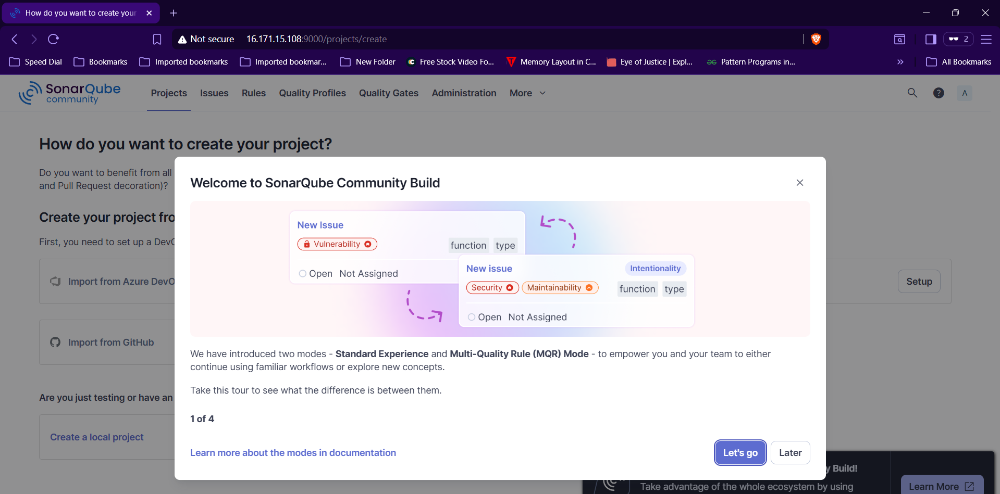 How do you want to create your
Not secure 16.171.15.108:9000/projects/create
2
Speed Dial Bookmarks Imported bookmarks Imported bookmar... New Folder Free Stock Video Fo... Memory Layout in C... Eye of Justice | Expl... Pattern Programs in... » All Bookmarks
SonarQube community
Projects Issues Rules Quality Profiles Quality Gates Administration More
? A
How do you want to create your project?
Do you want to benefit from all
and Pull Request decoration)?
Create your project fro
First, you need to set up a Dev
Import from Azure DevO
Setup
Import from GitHub
Are you just testing or have an
Create a local project
Welcome to SonarQube Community Build
New Issue
Vulnerability
function type
Open Not Assigned
New issue
Intentionality
Security Maintainability
function type
Open Not Assigned
We have introduced two modes - Standard Experience and Multi-Quality Rule (MQR) Mode - to empower you and your team to either
continue using familiar workflows or explore new concepts.
Take this tour to see what the difference is between them.
1 of 4
Learn more about the modes in documentation
Let's go
Later
y Build!
Take advantage of the whole ecosystem by using
Learn More